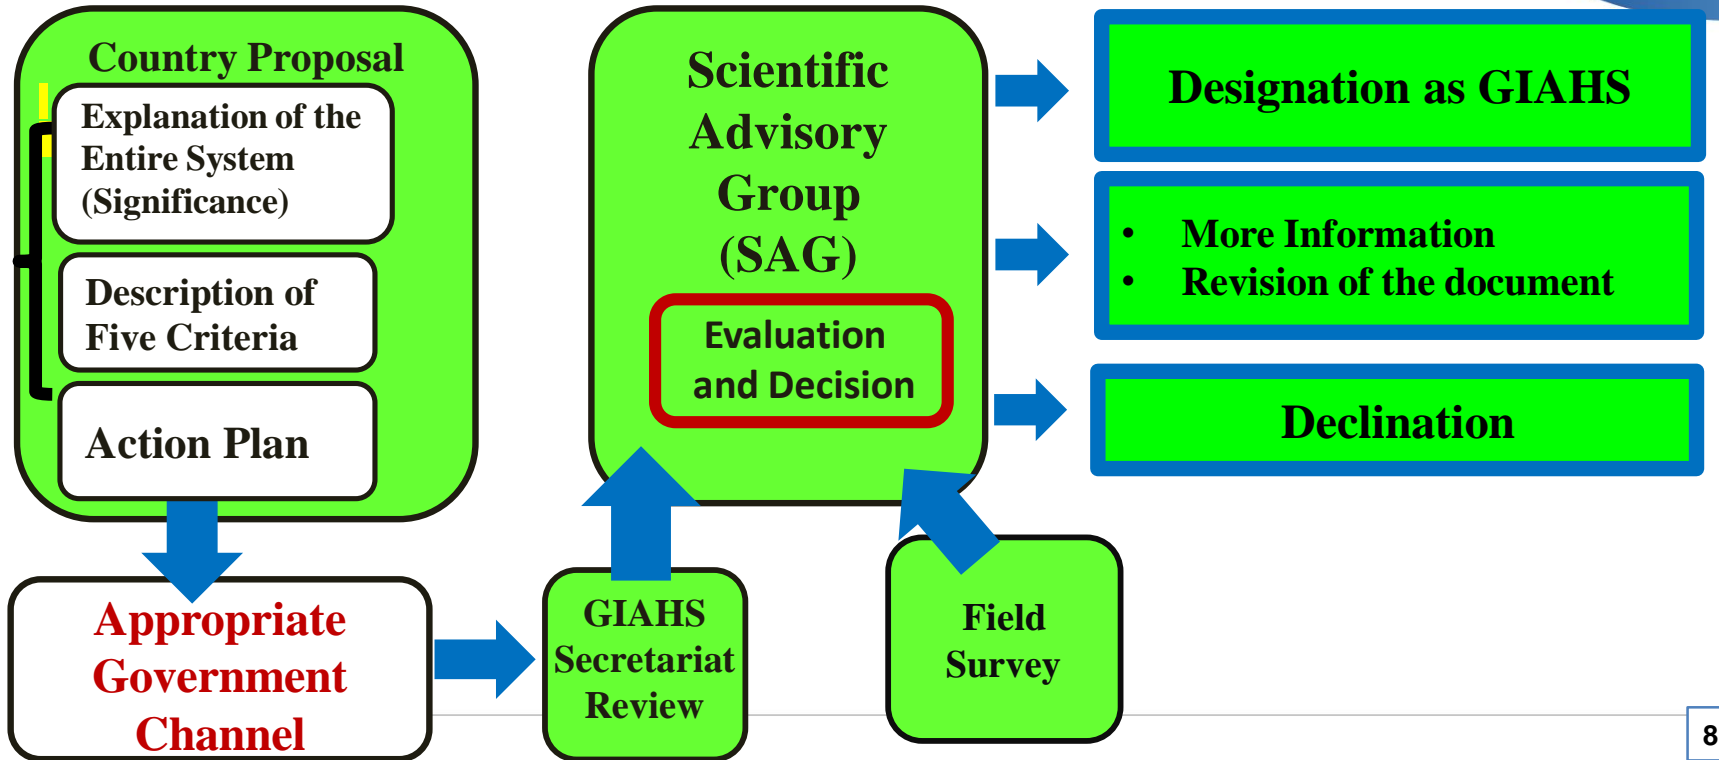 Country Proposal
Explanation of the
Entire System
(Significance)
Description of
Five Criteria
Action Plan
Appropriate
Government
Channel
GIAHS
Secretariat
Review
Scientific
Advisory
Group
(SAG)
Evaluation
and Decision
Field
Survey
Designation as GIAHS
• More Information
• Revision of the document
Declination
8